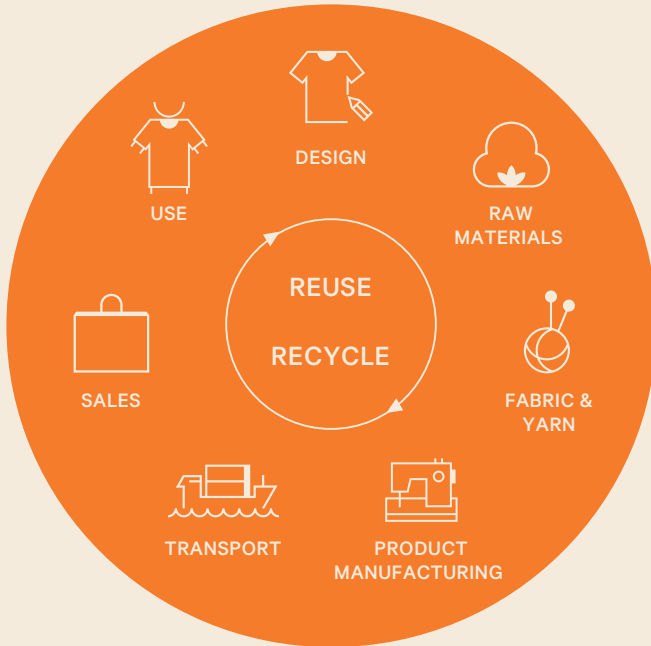 DESIGN
RAW
MATERIALS
FABRIC &
YARN
PRODUCT
MANUFACTURING
TRANSPORT
SALES
USE
REUSE
RECYCLE